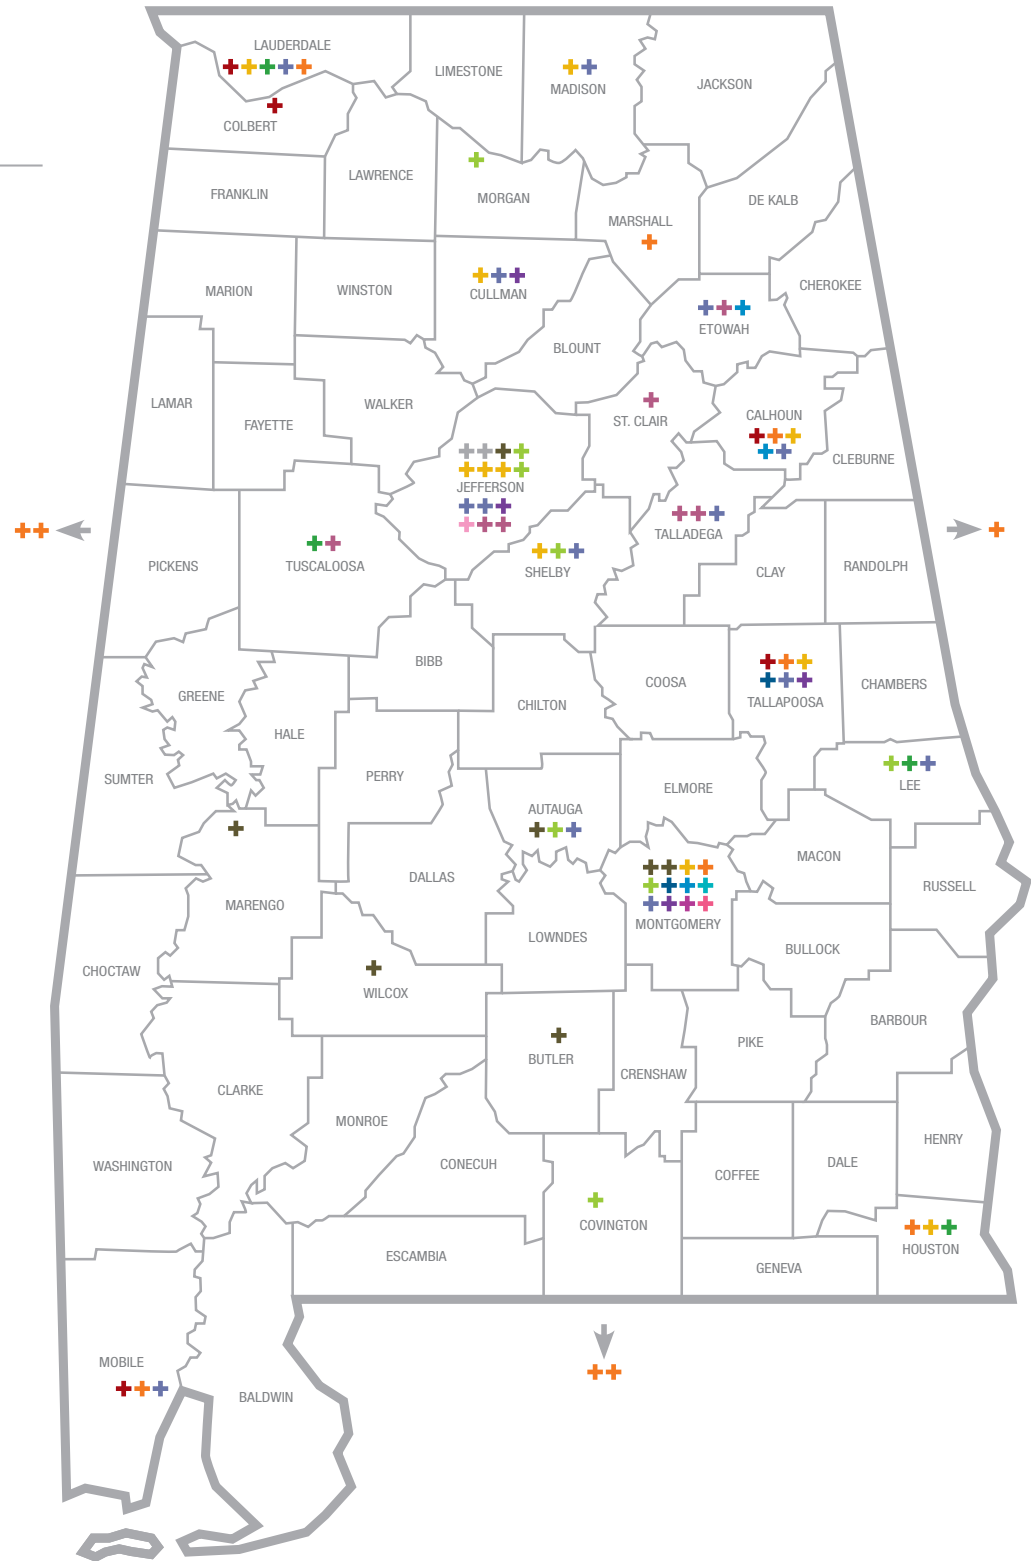 LAUDERDALE
LIMESTONE
MADISON
JACKSON
COLBERT
LAWRENCE
FRANKLIN
MORGAN
DE KALB
MARSHALL
CHEROKEE
MARION
WINSTON
CULLMAN
ETOWAH
BLOUNT
LAMAR
WALKER
FAYETTE
ST. CLAIR
CALHOUN
CLEBURNE
JEFFERSON
TALLADEGA
PICKENS
TUSCALOOSA
SHELBY
CLAY
RANDOLPH
BIBB
COOSA
CHAMBERS
GREENE
CHILTON
TALLAPOOSA
HALE
SUMTER
PERRY
ELMORE
LEE
AUTAUGA
MACON
DALLAS
RUSSELL
MARENGO
MONTGOMERY
LOWNDES
BULLOCK
CHOCTAW
WILCOX
BARBOUR
PIKE
BUTLER
CRENSHAW
CLARKE
MONROE
HENRY
WASHINGTON
CONECUH
DALE
COFFEE
COVINGTON
HOUSTON
ESCAMBIA
GENEVA
MOBILE
BALDWIN